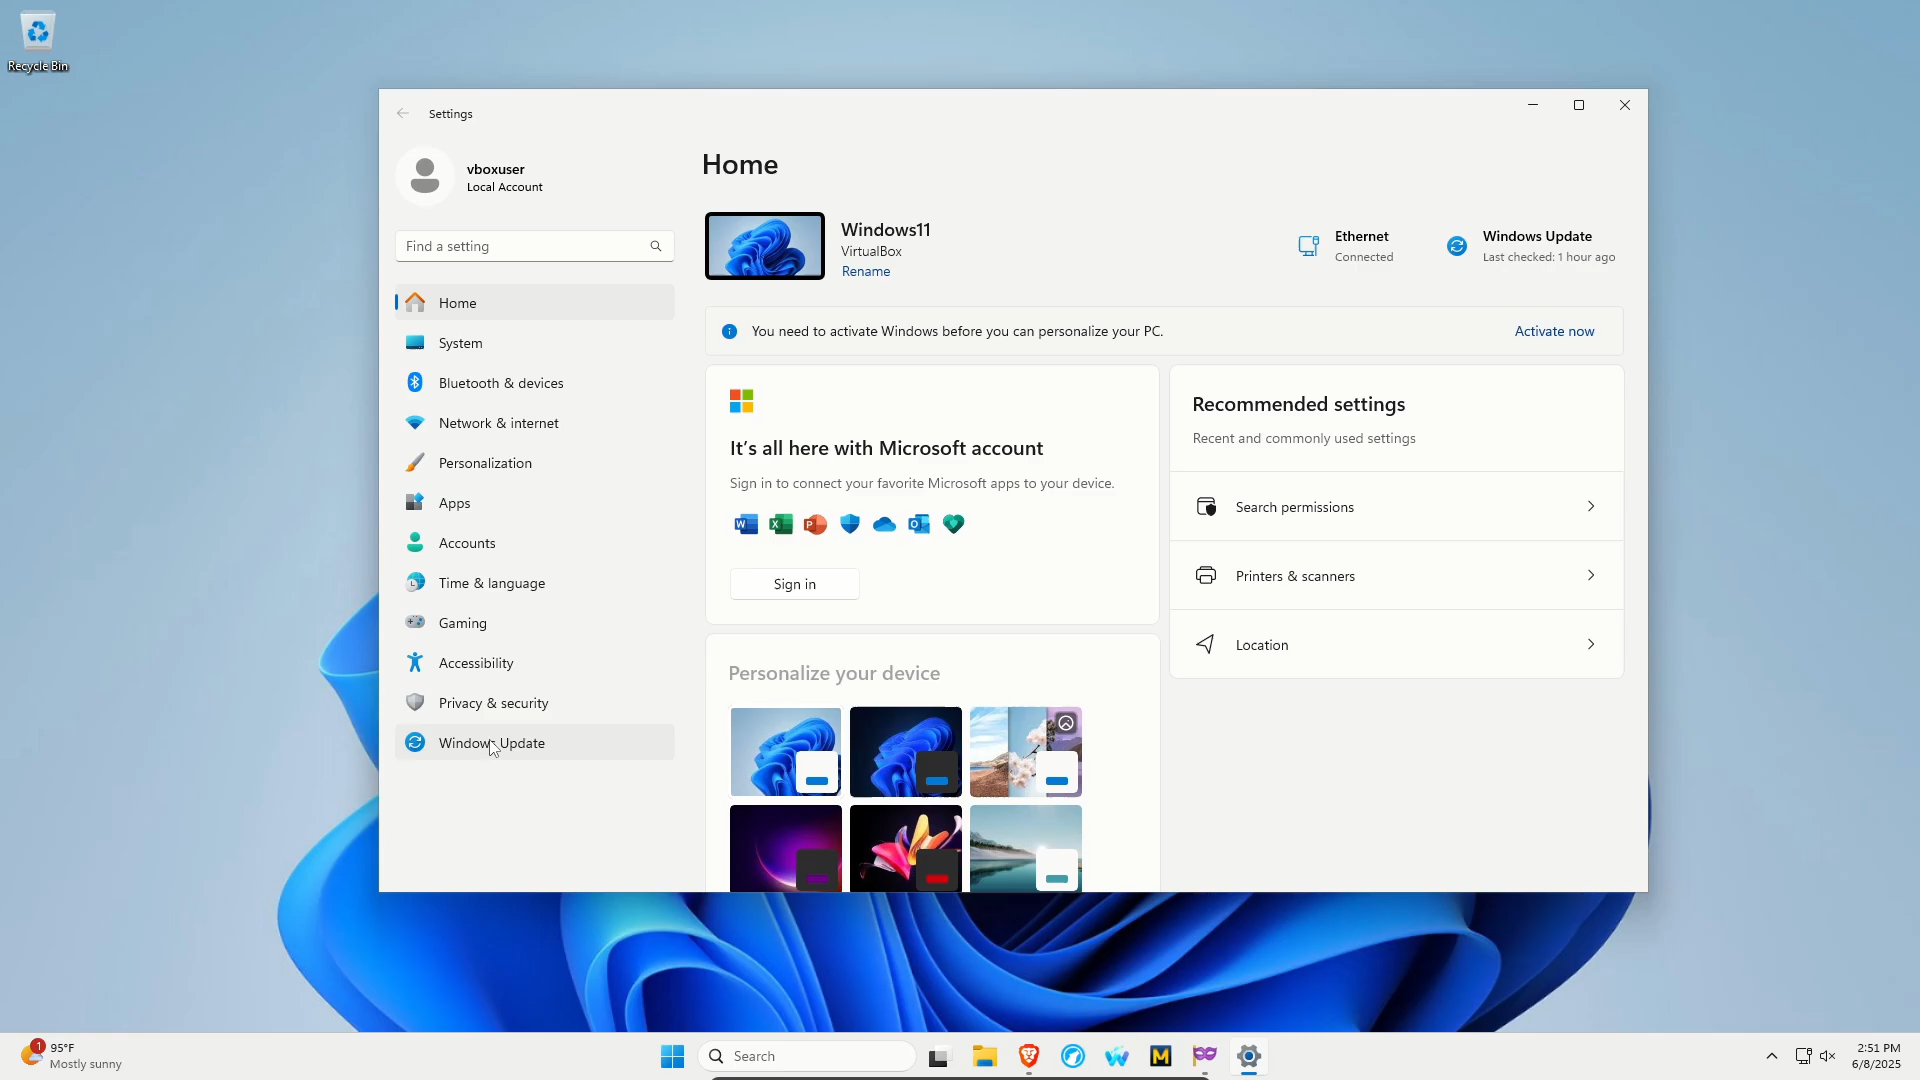 Recycle Bin
Settings
vboxuser
Local Account
Find a setting
Home
System
Bluetooth & devices
Network & internet
Personalization
Apps
Accounts
Time & language
Gaming
Accessibility
Privacy & security
Windows Update
Home
Windows11
VirtualBox
Rename
Ethernet
Connected
Windows Update
Last checked: 1 hour ago
You need to activate Windows before you can personalize your PC.
Activate now
It's all here with Microsoft account
Sign in to connect your favorite Microsoft apps to your device.
Sign in
Personalize your device
Recommended settings
Recent and commonly used settings
Search permissions
Printers & scanners
Location
1
95°F
Mostly sunny
Search
2:51 PM
6/8/2025